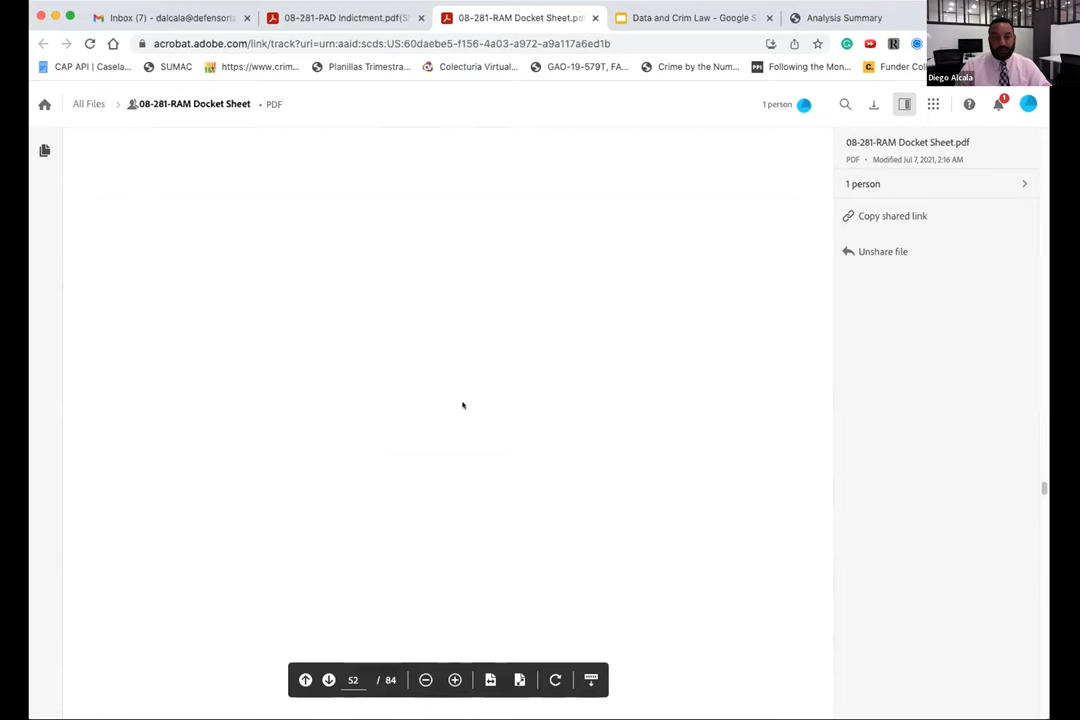 Inbox (7) - dalcala@defensoria
08-281-PAD Indictment.pdf(S
08-281-RAM Docket Sheet.pd
Data and Crim Law - Google S
Analysis Summary
acrobat.adobe.com/link/track?uri=urn:aaid:scds:US:60daebe5-f156-4a03-a972-a9a117a6ed1b
CAP API | Casela...
SUMAC
https://www.crim...
Planillas Trimestra...
Colecturia Virtual...
GAO-19-579T, FA...
Crime by the Num...
PPI
Following the Mon...
Funder Col
Diego Alcala
All Files
08-281-RAM Docket Sheet
• PDF
1 person
1
08-281-RAM Docket Sheet.pdf
PDF • Modified Jul 7, 2021, 2:16 AM
1 person
Copy shared link
Unshare file
52 / 84